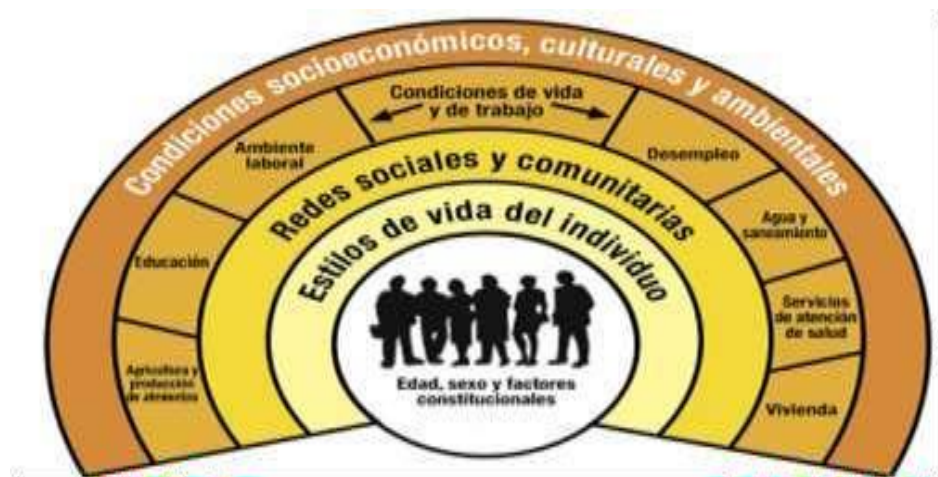 Condiciones socioeconómicos, culturales y ambientales
Condiciones de vida
y de trabajo
Ambiente
laboral
Desempleo
Redes sociales y comunitarias
Agua y
saneamiento
Educación
Estilos de vida del individuo
Servicios
de atención
de salud
Agricultura y
producción
de alimentos
Edad, sexo y factores
constitucionales
Vivienda